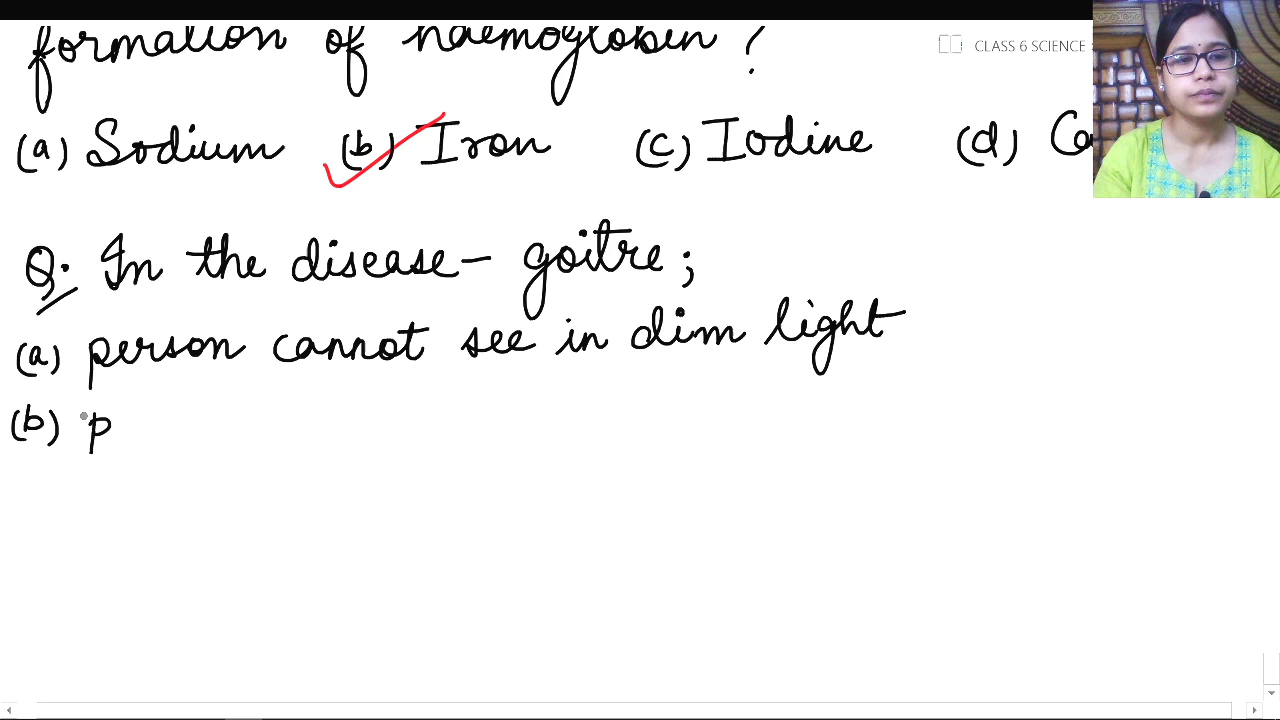 formation of haemoglobin ?
CLASS 6 SCIENCE
(a) Sodium (b) Iron (c) Iodine (d)
Q. In the disease - goitre ;
(a) person cannot see in dim light
(b) p